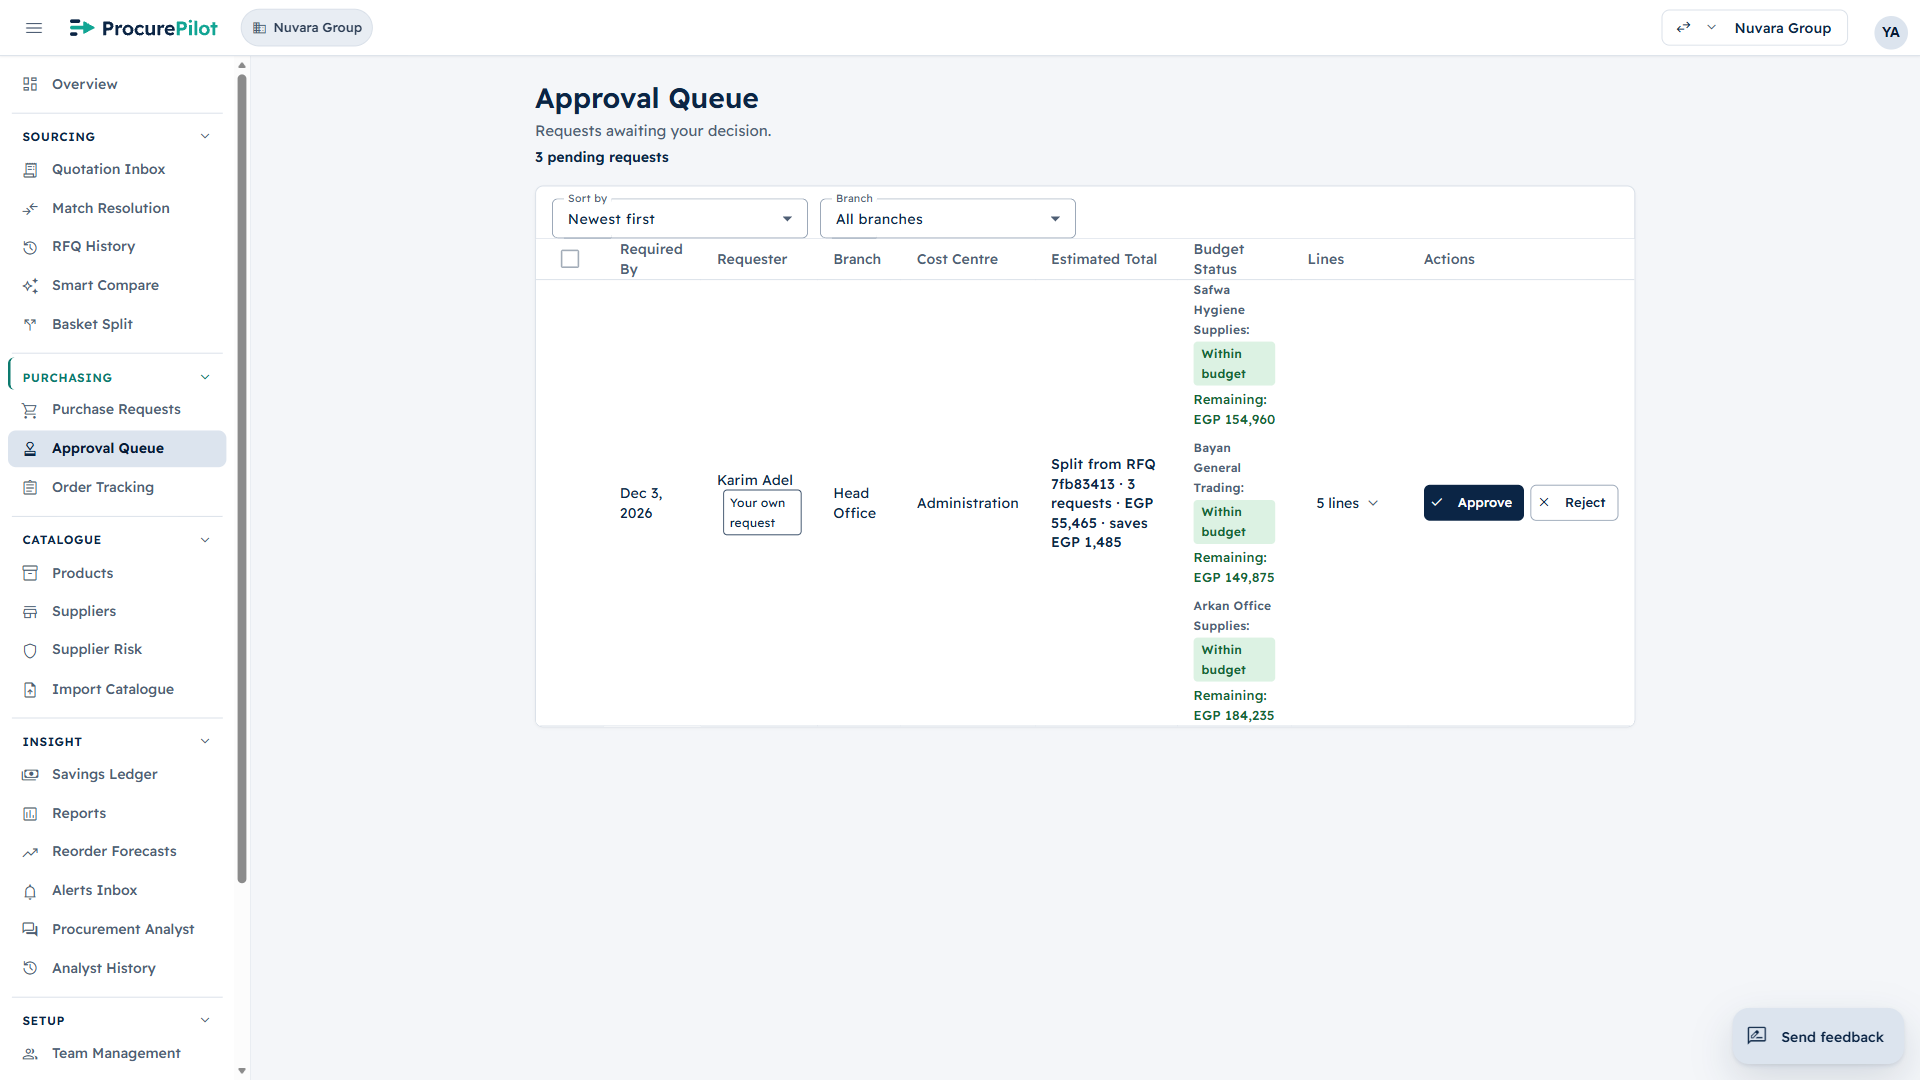 ProcurePilot
Nuvara Group
Nuvara Group
YA
Overview
SOURCING
Quotation Inbox
Match Resolution
RFQ History
Smart Compare
Basket Split
PURCHASING
Purchase Requests
Approval Queue
Order Tracking
CATALOGUE
Products
Suppliers
Supplier Risk
Import Catalogue
INSIGHT
Savings Ledger
Reports
Reorder Forecasts
Alerts Inbox
Procurement Analyst
Analyst History
SETUP
Team Management
Approval Queue
Requests awaiting your decision.
3 pending requests
Sort by
Newest first
Branch
All branches
Required
By
Requester
Branch
Cost Centre
Estimated Total
Budget
Status
Lines
Actions
Dec 3,
2026
Karim Adel
Your own
request
Head
Office
Administration
Split from RFQ
7fb83413 · 3
requests · EGP
55,465 · saves
EGP 1,485
Safwa
Hygiene
Supplies:
Within
budget
Remaining:
EGP 154,960
Bayan
General
Trading:
Within
budget
Remaining:
EGP 149,875
Arkan Office
Supplies:
Within
budget
Remaining:
EGP 184,235
5 lines
Approve
Reject
Send feedback